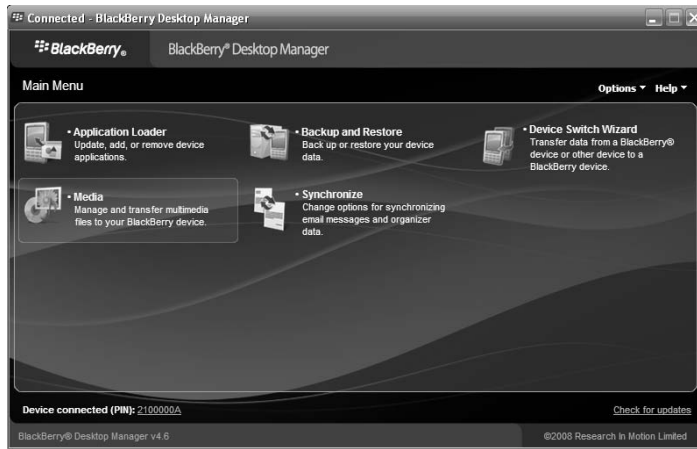 Connected - BlackBerry Desktop Manager
BlackBerry®
BlackBerry® Desktop Manager
Main Menu
Options
Help
• Application Loader
Update, add, or remove device
applications.
• Backup and Restore
Back up or restore your device
data.
• Device Switch Wizard
Transfer data from a BlackBerry®
device or other device to a
BlackBerry device.
• Media
Manage and transfer multimedia
files to your BlackBerry device.
• Synchronize
Change options for synchronizing
email messages and organizer
data.
Device connected (PIN): 2100000A
Check for updates
BlackBerry® Desktop Manager v4.6
©2008 Research In Motion Limited